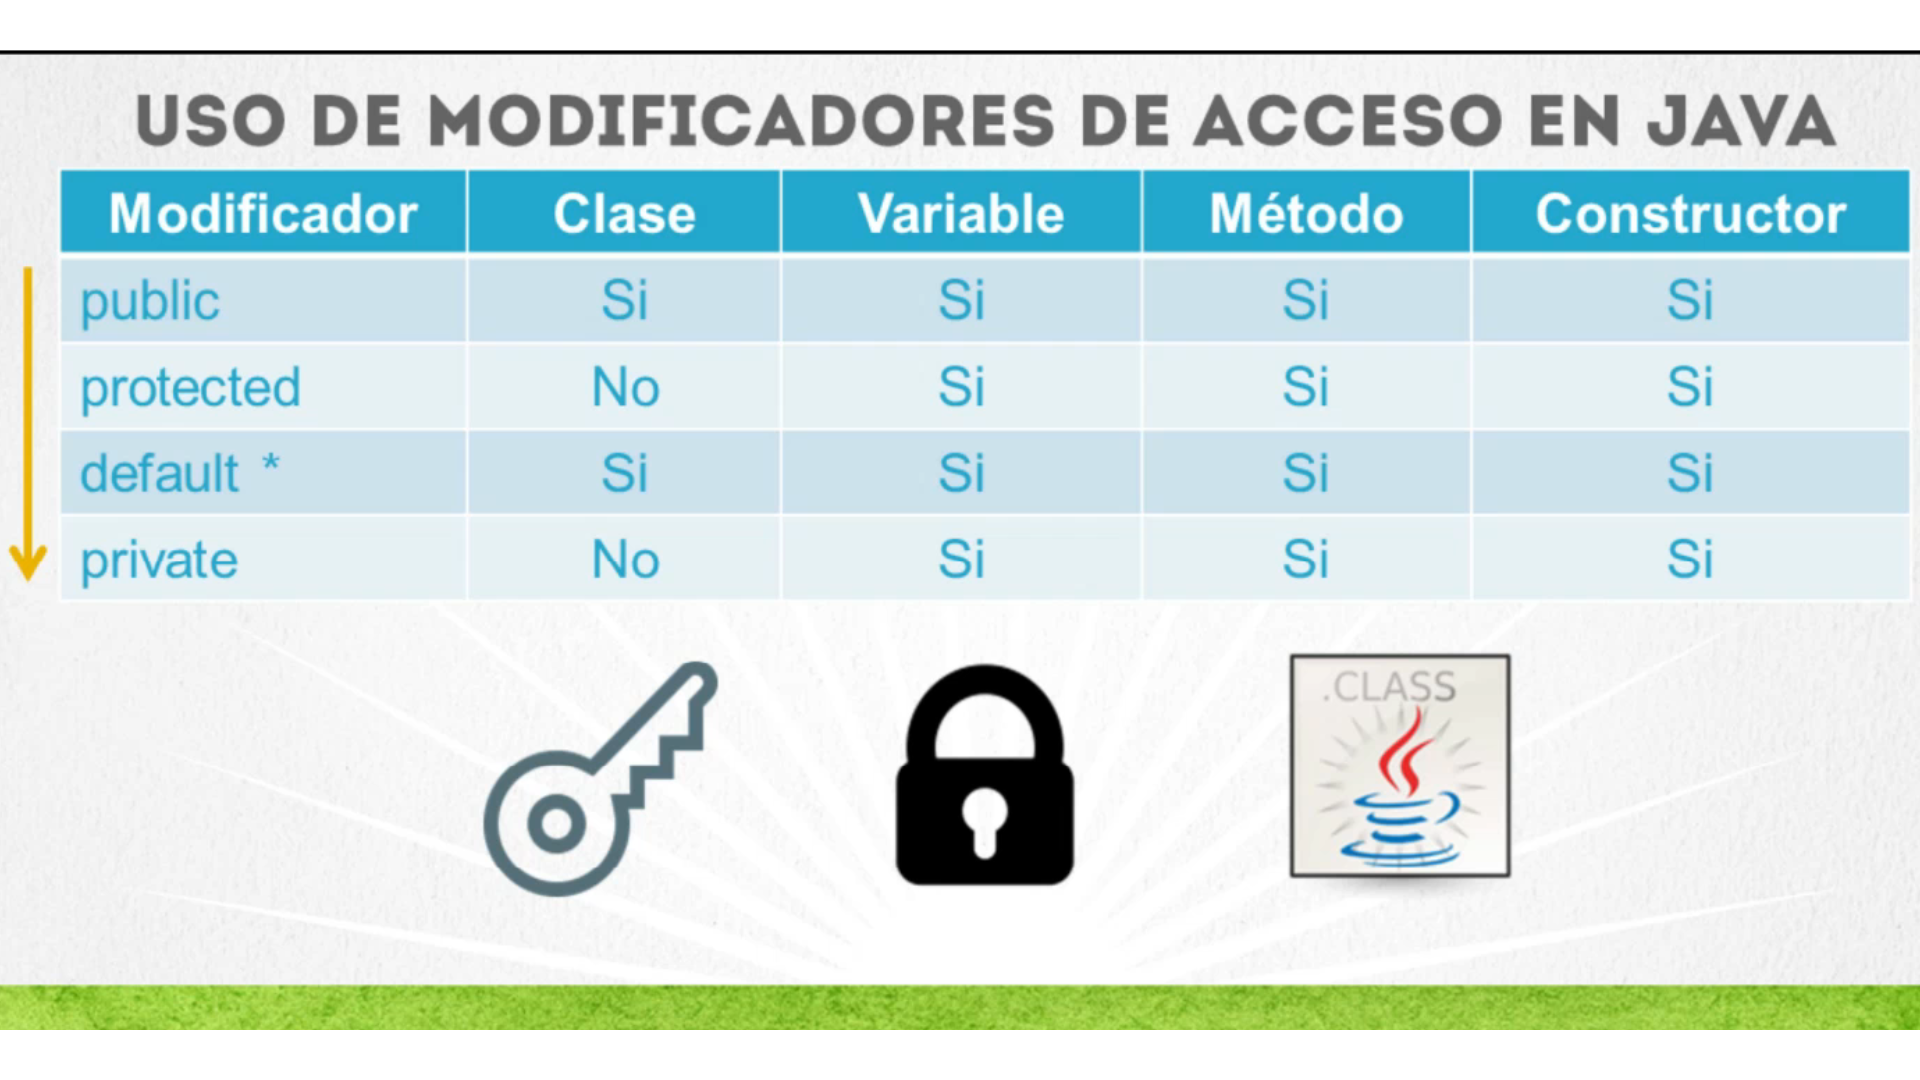 USO DE MODIFICADORES DE ACCESO EN JAVA
Modificador Clase Variable Método Constructor
public Si Si Si Si
protected No Si Si Si
default * Si Si Si Si
private No Si Si Si
.CLASS